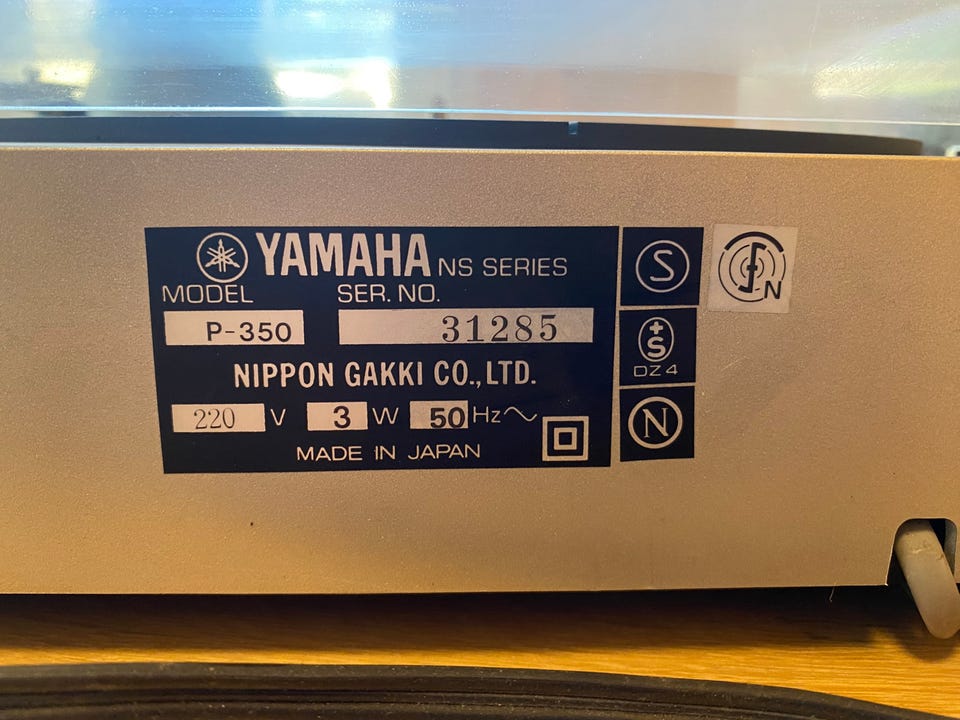 YAMAHA NS SERIES
MODEL SER. NO.
P-350 31285
NIPPON GAKKI CO., LTD.
220 V 3 W 50 Hz~
MADE IN JAPAN
S
+S
DZ4
N
FN